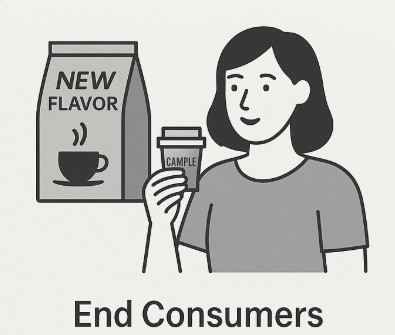 NEW
FLAVOR
CAMPLE
End Consumers